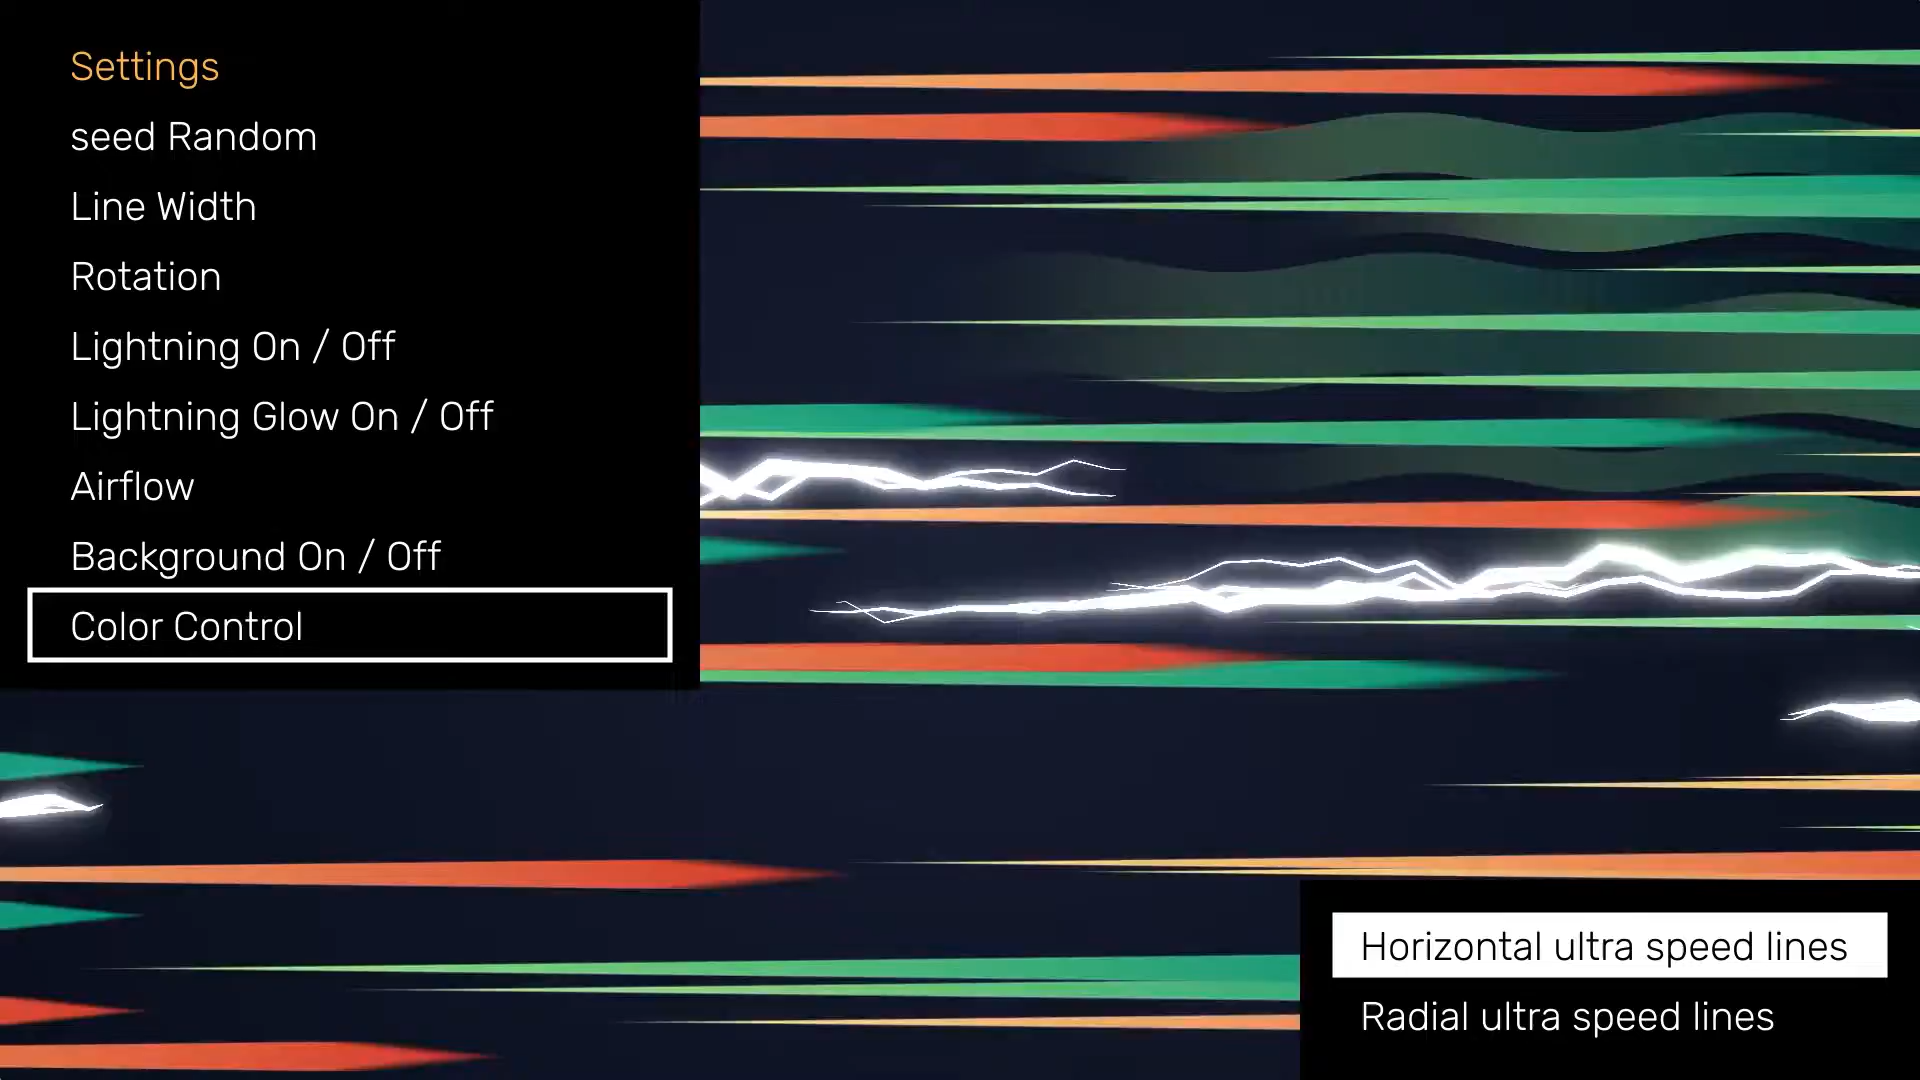 Settings
seed Random
Line Width
Rotation
Lightning On / Off
Lightning Glow On / Off
Airflow
Background On / Off
Color Control
Horizontal ultra speed lines
Radial ultra speed lines